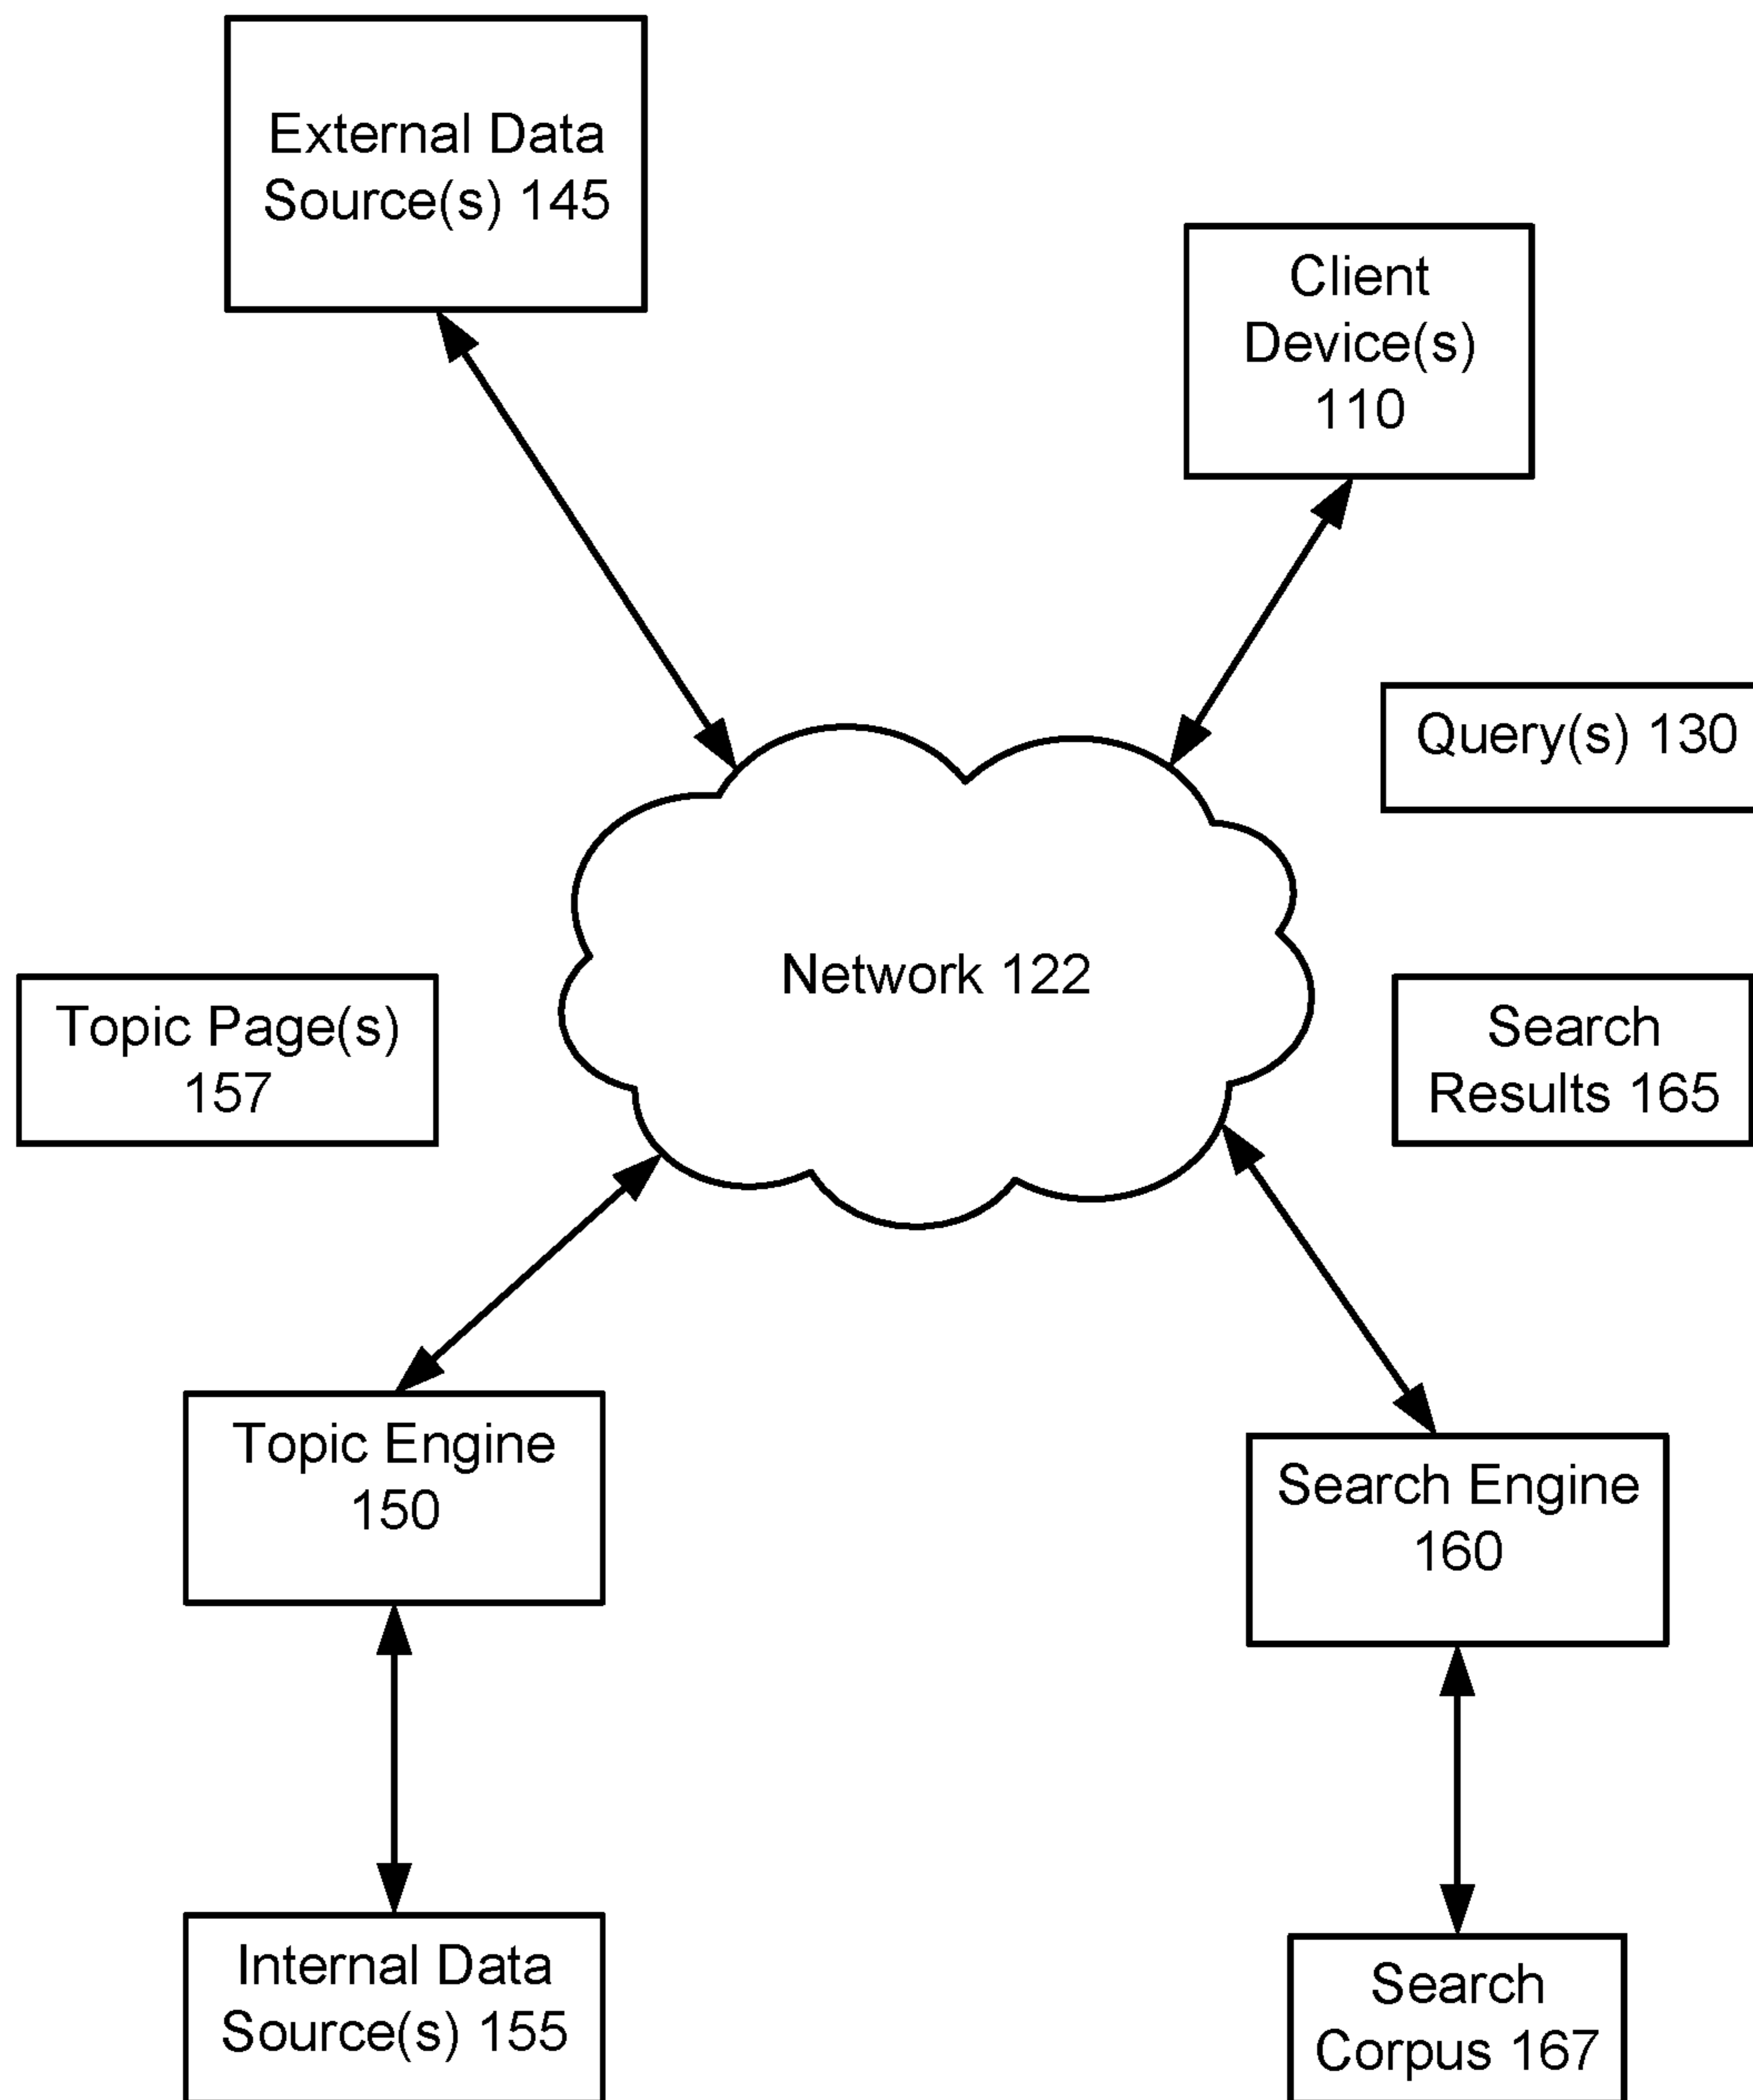 External Data
Source(s) 145
Client
Device(s)
110
Query(s) 130
Network 122
Topic Page(s)
157
Search
Results 165
Topic Engine
150
Search Engine
160
Internal Data
Source(s) 155
Search
Corpus 167